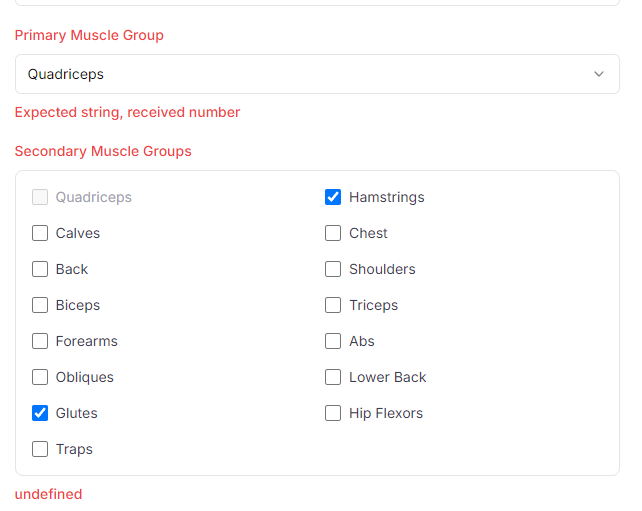 Primary Muscle Group
Quadriceps
Expected string, received number
Secondary Muscle Groups
Quadriceps Hamstrings
Calves Chest
Back Shoulders
Biceps Triceps
Forearms Abs
Obliques Lower Back
Glutes Hip Flexors
Traps
undefined